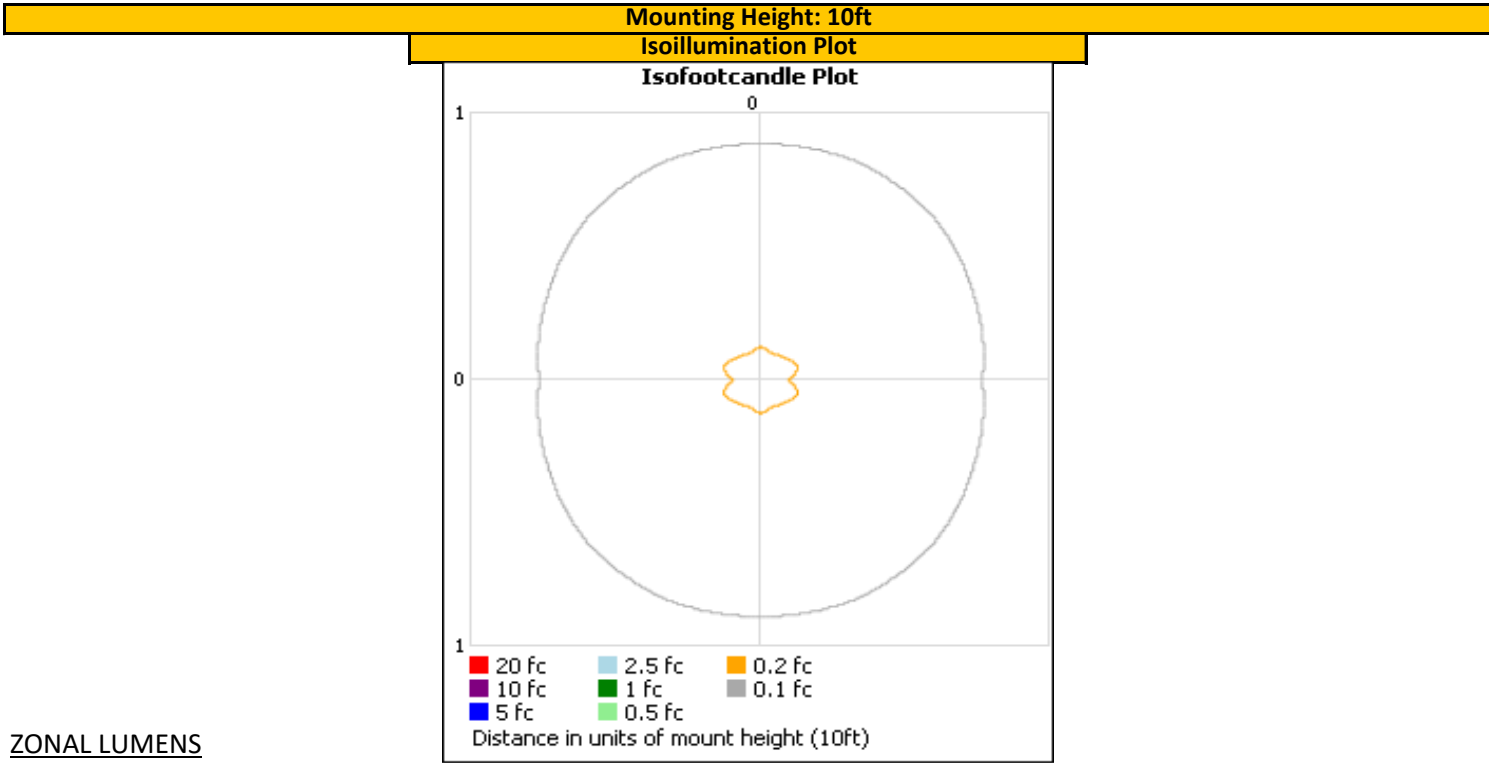 Mounting Height: 10ft
Isoillumination Plot
Isofootcandle Plot
0
1
0
1
20 fc 2.5 fc 0.2 fc
10 fc 1 fc 0.1 fc
5 fc 0.5 fc
Distance in units of mount height (10ft)
ZONAL LUMENS